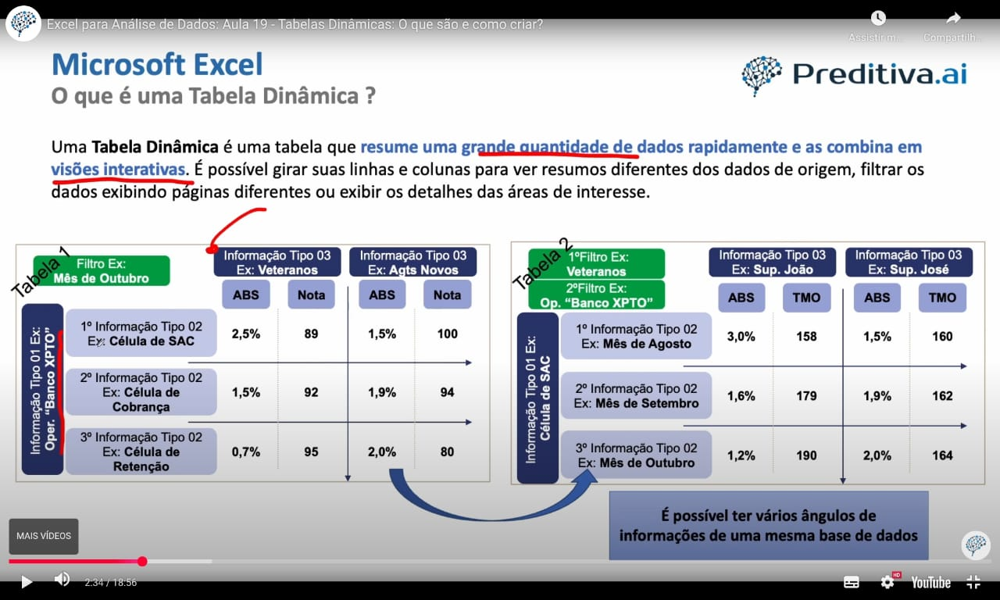 Excel para Análise de Dados: Aula 19 - Tabelas Dinâmicas: O que são e como criar?
Assistir m...
Compartilh...
Microsoft Excel
O que é uma Tabela Dinâmica ?
Preditiva.ai
Uma Tabela Dinâmica é uma tabela que resume uma grande quantidade de dados rapidamente e as combina em
visões interativas. É possível girar suas linhas e colunas para ver resumos diferentes dos dados de origem, filtrar os
dados exibindo páginas diferentes ou exibir os detalhes das áreas de interesse.
Tabela 1
Filtro Ex:
Mês de Outubro
Informação Tipo 03
Ex: Veteranos
Informação Tipo 03
Ex: Agts Novos
ABS Nota ABS Nota
Informação Tipo 01 Ex:
Oper. “Banco XPTO”
1º Informação Tipo 02
Ex: Célula de SAC
2,5% 89 1,5% 100
2º Informação Tipo 02
Ex: Célula de
Cobrança
1,5% 92 1,9% 94
3º Informação Tipo 02
Ex: Célula de
Retenção
0,7% 95 2,0% 80
Tabela 2
1ºFiltro Ex:
Veteranos
2ºFiltro Ex:
Op. “Banco XPTO”
Informação Tipo 03
Ex: Sup. João
Informação Tipo 03
Ex: Sup. José
ABS TMO ABS TMO
Informação Tipo 01 Ex:
Célula de SAC
1º Informação Tipo 02
Ex: Mês de Agosto
3,0% 158 1,5% 160
2º Informação Tipo 02
Ex: Mês de Setembro
1,6% 179 1,9% 162
3º Informação Tipo 02
Ex: Mês de Outubro
1,2% 190 2,0% 164
É possível ter vários ângulos de
informações de uma mesma base de dados
MAIS VÍDEOS
2:34 / 18:56
HD
YouTube